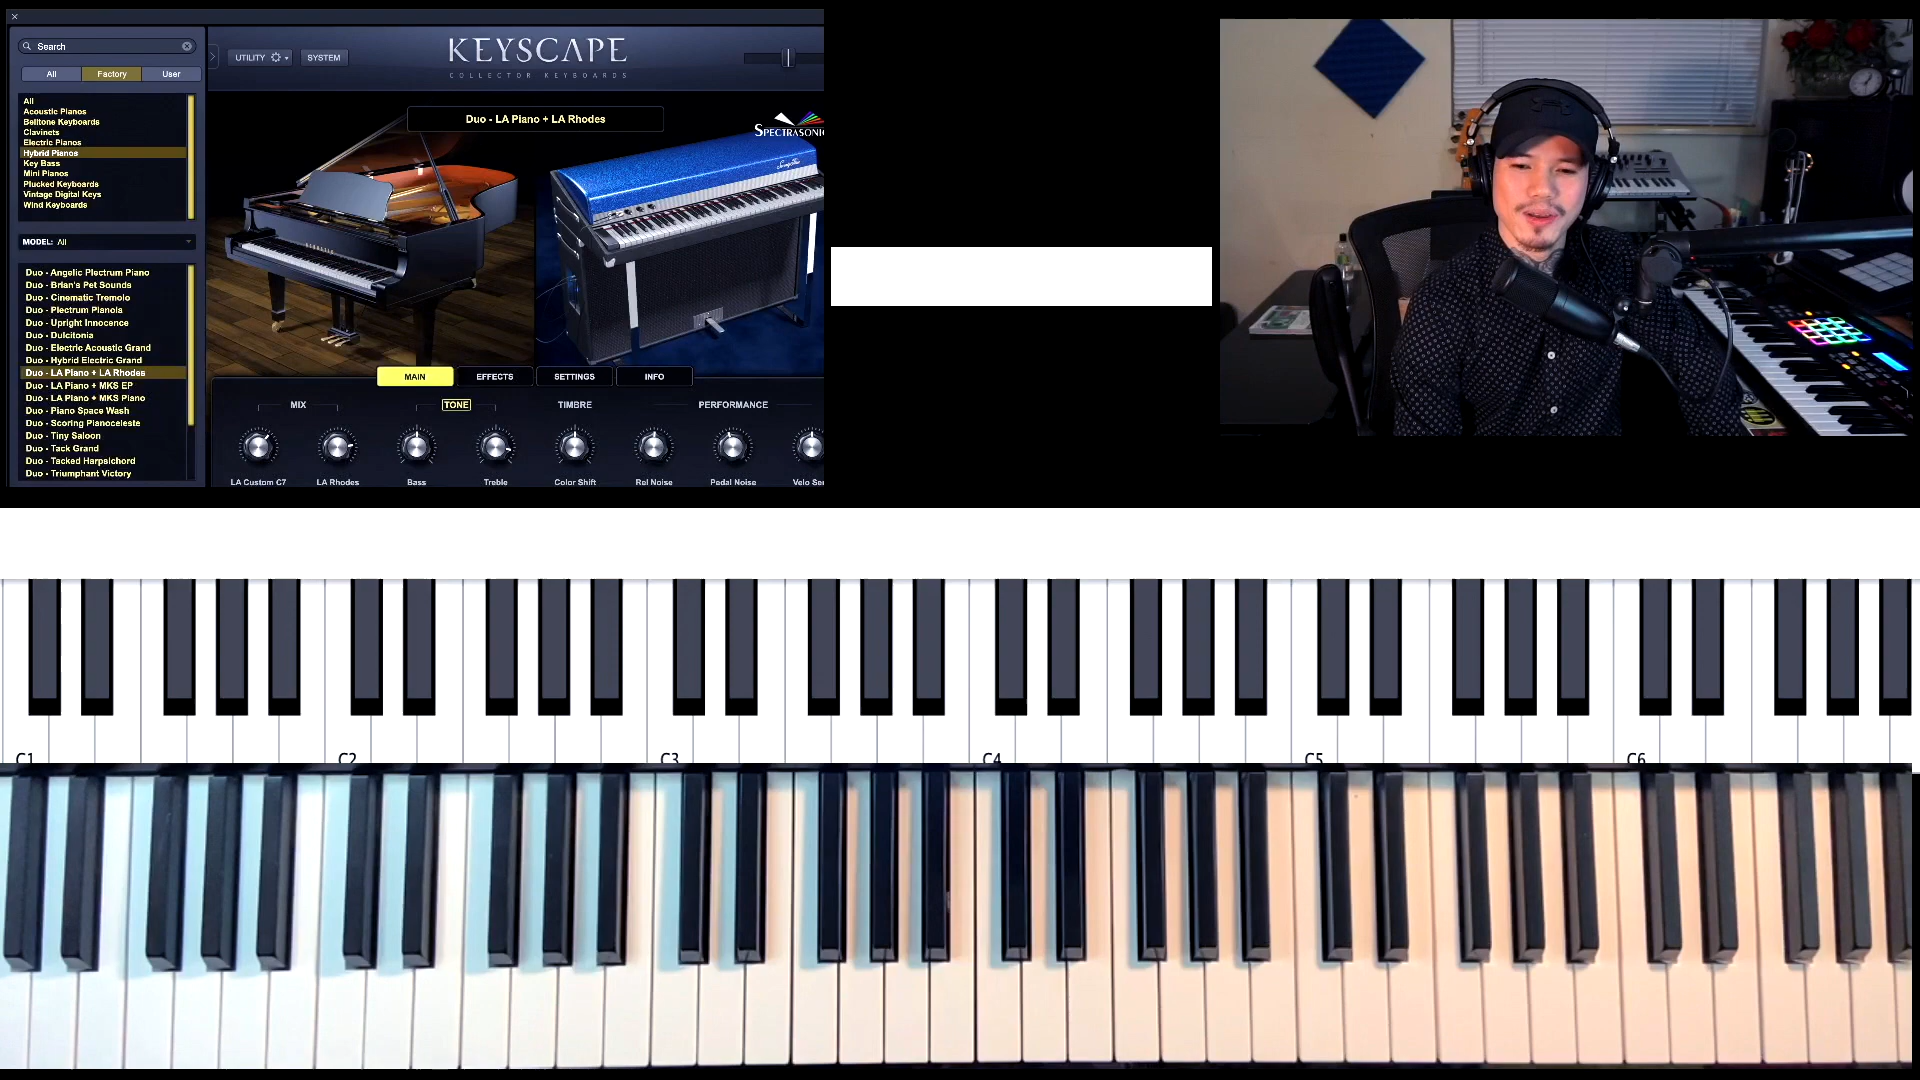 Search
All Factory User
All
Acoustic Pianos
Belltone Keyboards
Clavinets
Electric Pianos
Hybrid Pianos
Key Bass
Mini Pianos
Plucked Keyboards
Vintage Digital Keys
Wind Keyboards
MODEL: All
Duo - Angelic Plectrum Piano
Duo - Brian's Pet Sounds
Duo - Cinematic Tremolo
Duo - Plectrum Pianola
Duo - Upright Innocence
Duo - Dulcitonia
Duo - Electric Acoustic Grand
Duo - Hybrid Electric Grand
Duo - LA Piano + LA Rhodes
Duo - LA Piano + MKS EP
Duo - LA Piano + MKS Piano
Duo - Piano Space Wash
Duo - Scoring Pianoceleste
Duo - Tiny Saloon
Duo - Tack Grand
Duo - Tacked Harpsichord
Duo - Triumphant Victory
UTILITY SYSTEM
KEYSCAPE
COLLECTOR KEYBOARDS
Duo - LA Piano + LA Rhodes
SPECTRASONIC
MAIN EFFECTS SETTINGS INFO
MIX TONE TIMBRE PERFORMANCE
LA Custom C7 LA Rhodes Bass Treble Color Shift Rel Noise Pedal Noise Velo Sen
C1 C2 C3 C4 C5 C6